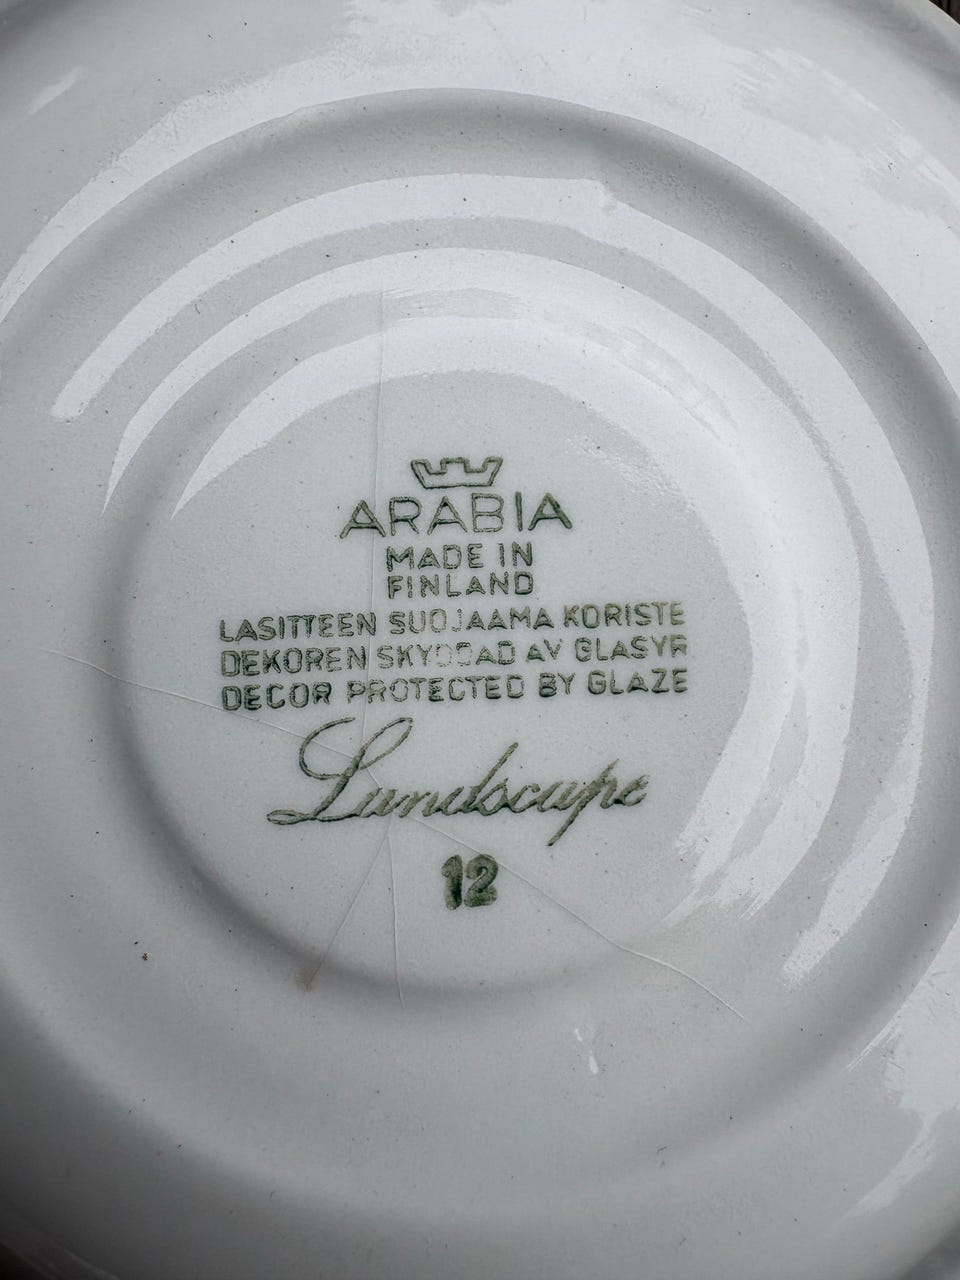 ARABIA
MADE IN
FINLAND
LASITTEEN SUOJAAMA KORISTE
DEKOREN SKYDDAD AV GLASYR
DECOR PROTECTED BY GLAZE
Landscape
12